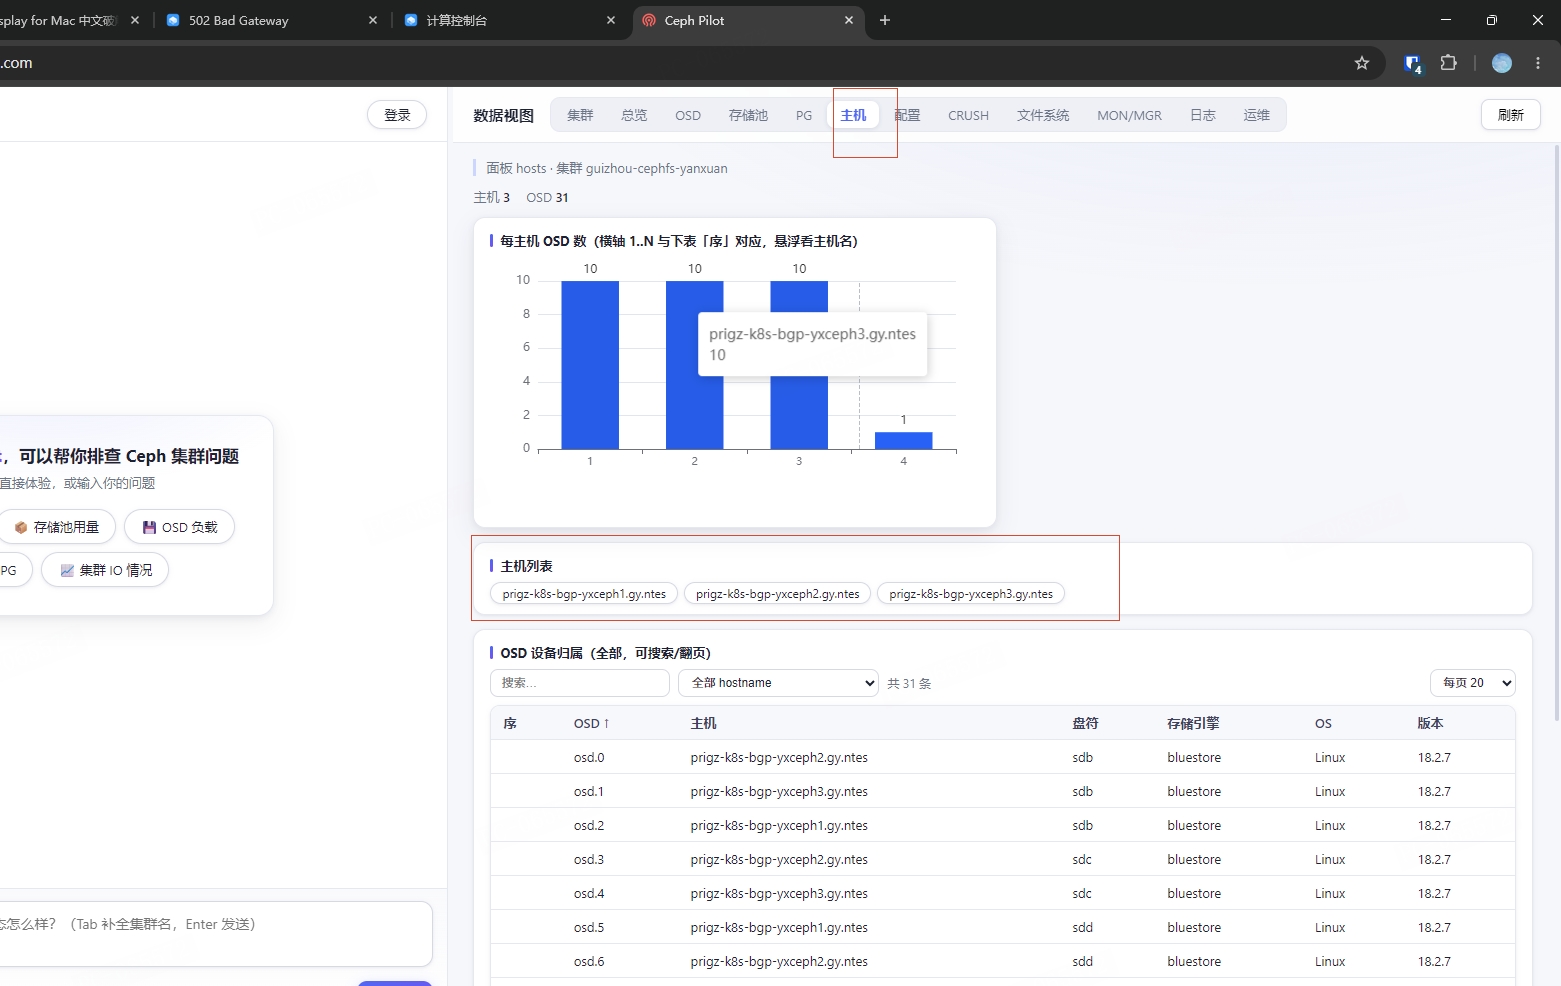 splay for Mac 中文破
502 Bad Gateway
计算控制台
Ceph Pilot
.com
4
登录
数据视图
集群
总览
OSD
存储池
PG
主机
配置
CRUSH
文件系统
MON/MGR
日志
运维
刷新
面板 hosts · 集群 guizhou-cephfs-yanxuan
主机 3 OSD 31
每主机 OSD 数（横轴 1..N 与下表「序」对应，悬浮看主机名）
10 10 10
10
8
6
4
2
0
1
1 2 3 4
prigz-k8s-bgp-yxceph3.gy.ntes
10
，可以帮你排查 Ceph 集群问题
直接体验，或输入你的问题
📦 存储池用量
💾 OSD 负载
PG
📈 集群 IO 情况
主机列表
prigz-k8s-bgp-yxceph1.gy.ntes
prigz-k8s-bgp-yxceph2.gy.ntes
prigz-k8s-bgp-yxceph3.gy.ntes
OSD 设备归属（全部，可搜索/翻页）
搜索...
全部 hostname
共 31 条
每页 20
序 OSD ↑ 主机 盘符 存储引擎 OS 版本
osd.0 prigz-k8s-bgp-yxceph2.gy.ntes sdb bluestore Linux 18.2.7
osd.1 prigz-k8s-bgp-yxceph3.gy.ntes sdb bluestore Linux 18.2.7
osd.2 prigz-k8s-bgp-yxceph1.gy.ntes sdb bluestore Linux 18.2.7
osd.3 prigz-k8s-bgp-yxceph2.gy.ntes sdc bluestore Linux 18.2.7
osd.4 prigz-k8s-bgp-yxceph3.gy.ntes sdc bluestore Linux 18.2.7
osd.5 prigz-k8s-bgp-yxceph1.gy.ntes sdd bluestore Linux 18.2.7
osd.6 prigz-k8s-bgp-yxceph2.gy.ntes sdd bluestore Linux 18.2.7
态怎么样？（Tab 补全集群名，Enter 发送）